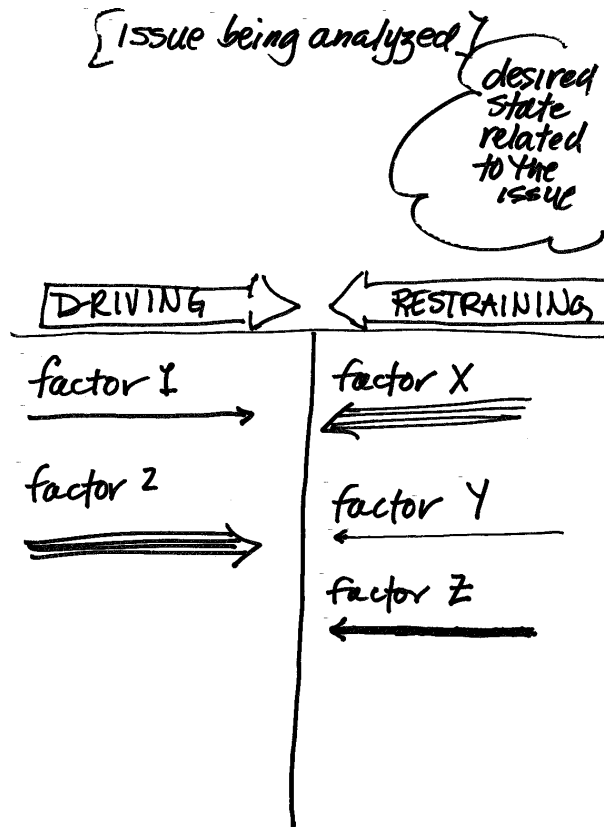 [issue being analyzed]
desired
state
related
to the
issue
DRIVING
RESTRAINING
factor 1
factor X
factor 2
factor Y
factor Z